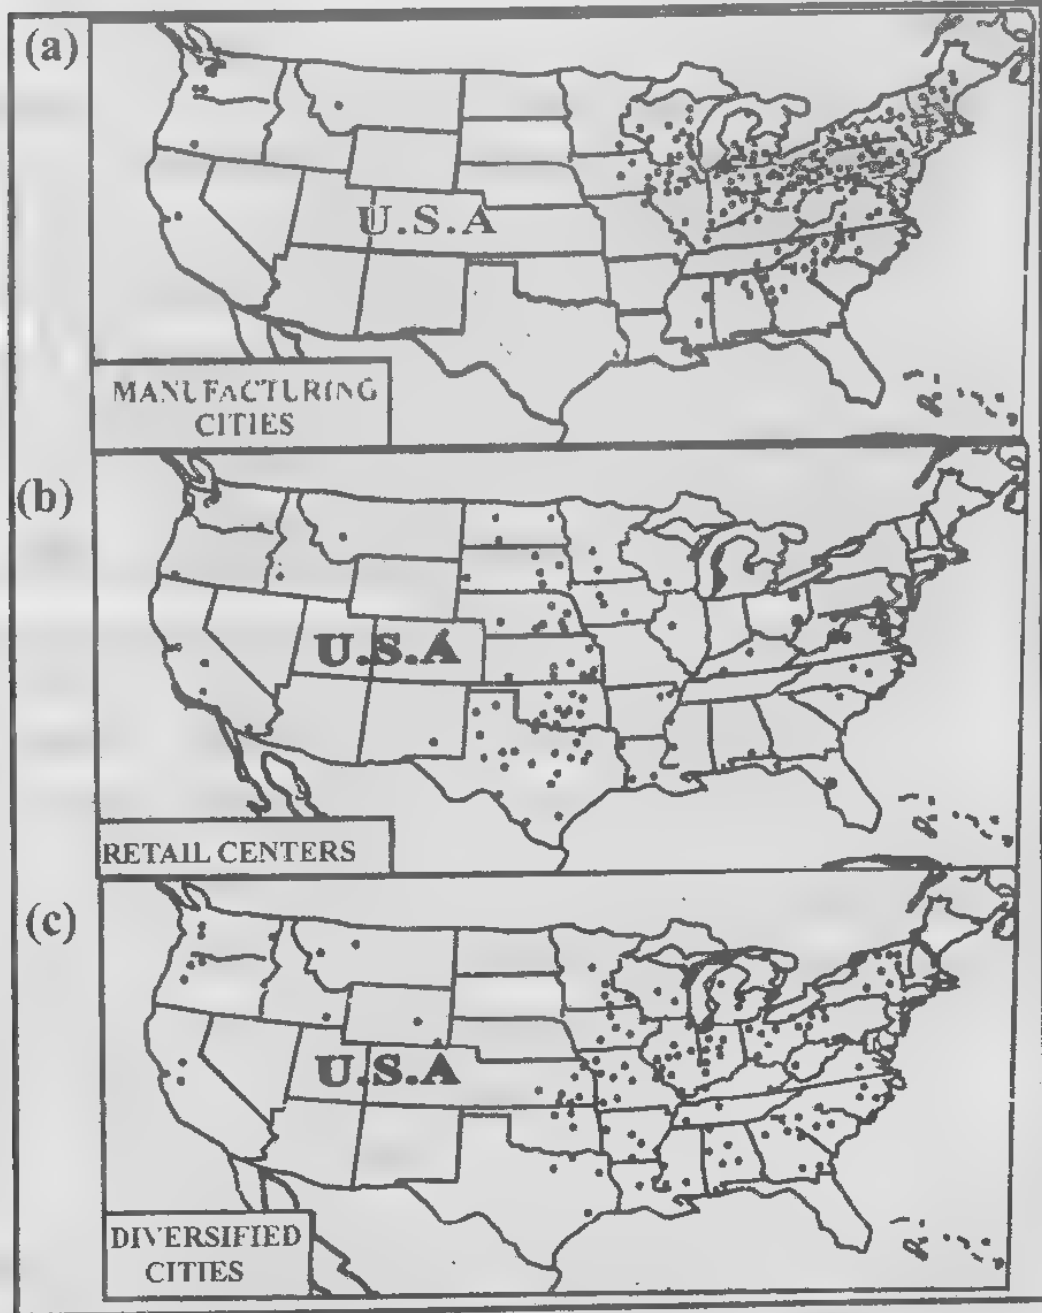 (a)
U.S.A
MANUFACTURING
CITIES
(b)
U.S.A
RETAIL CENTERS
(c)
U.S.A
DIVERSIFIED
CITIES